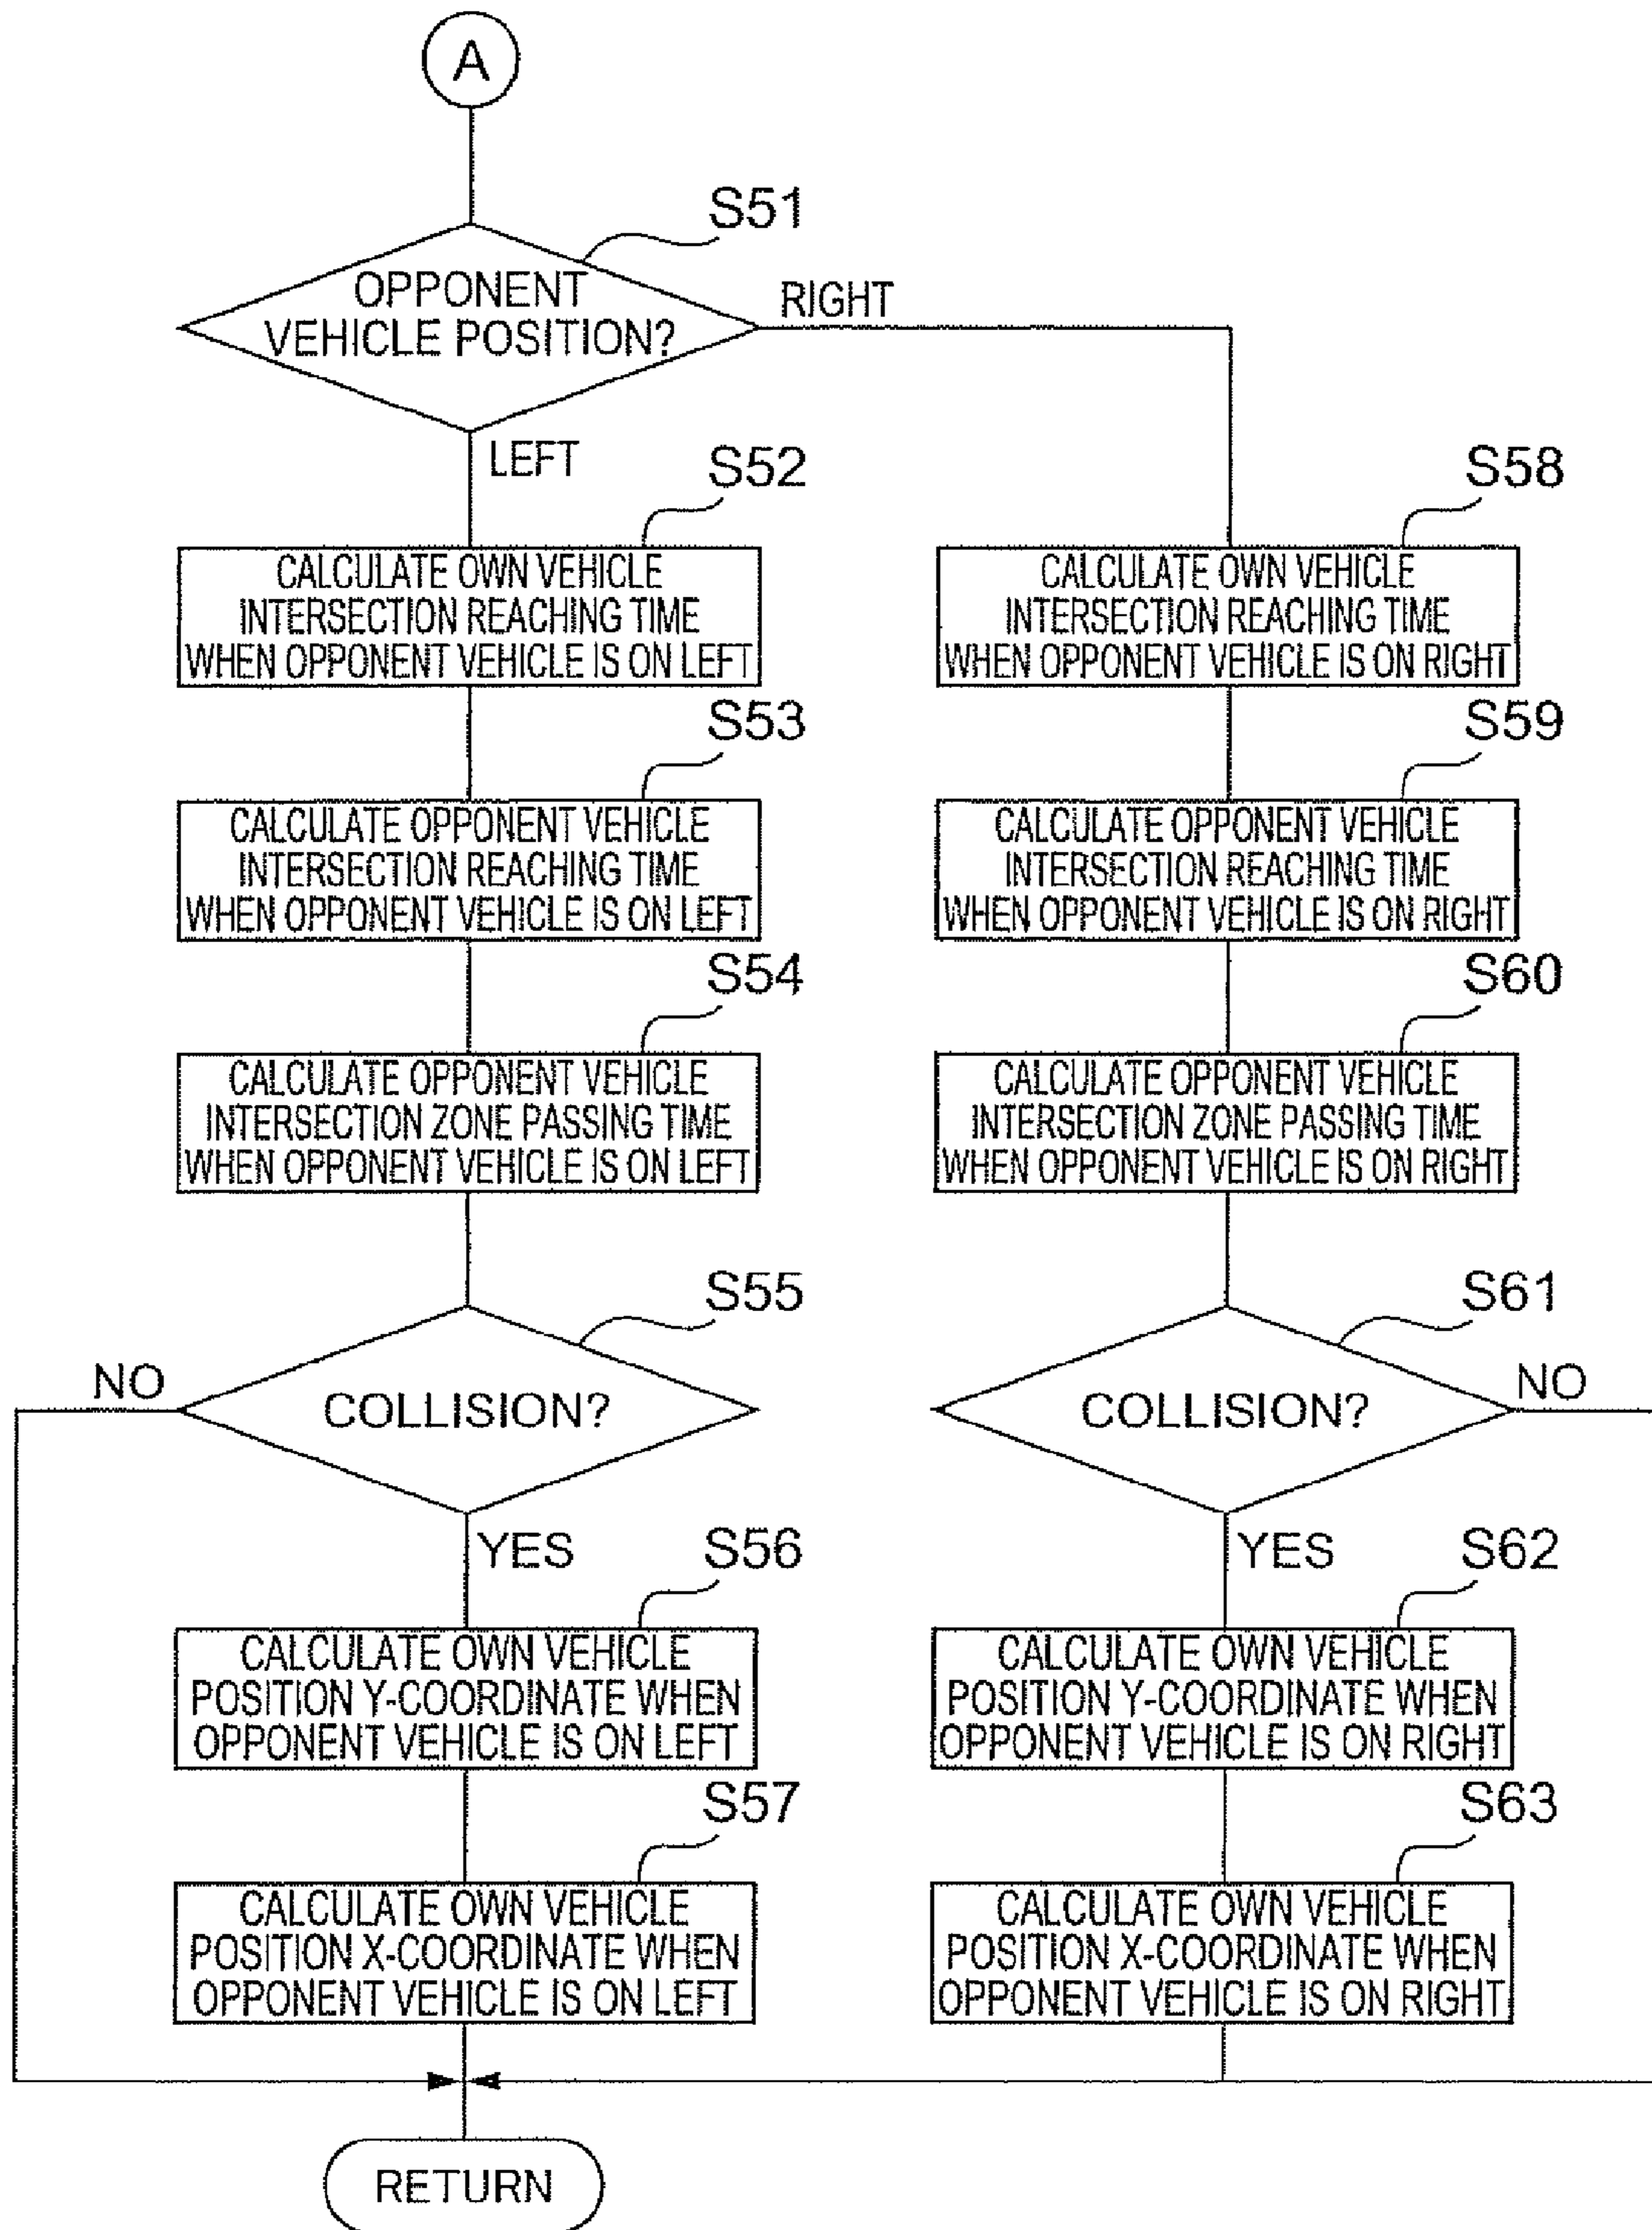 A
S51
OPPONENT
VEHICLE POSITION?
RIGHT
LEFT
S52
CALCULATE OWN VEHICLE
INTERSECTION REACHING TIME
WHEN OPPONENT VEHICLE IS ON LEFT
S53
CALCULATE OPPONENT VEHICLE
INTERSECTION REACHING TIME
WHEN OPPONENT VEHICLE IS ON LEFT
S54
CALCULATE OPPONENT VEHICLE
INTERSECTION ZONE PASSING TIME
WHEN OPPONENT VEHICLE IS ON LEFT
S55
NO
COLLISION?
YES
S56
CALCULATE OWN VEHICLE
POSITION Y-COORDINATE WHEN
OPPONENT VEHICLE IS ON LEFT
S57
CALCULATE OWN VEHICLE
POSITION X-COORDINATE WHEN
OPPONENT VEHICLE IS ON LEFT
S58
CALCULATE OWN VEHICLE
INTERSECTION REACHING TIME
WHEN OPPONENT VEHICLE IS ON RIGHT
S59
CALCULATE OPPONENT VEHICLE
INTERSECTION REACHING TIME
WHEN OPPONENT VEHICLE IS ON RIGHT
S60
CALCULATE OPPONENT VEHICLE
INTERSECTION ZONE PASSING TIME
WHEN OPPONENT VEHICLE IS ON RIGHT
S61
COLLISION?
NO
YES
S62
CALCULATE OWN VEHICLE
POSITION Y-COORDINATE WHEN
OPPONENT VEHICLE IS ON RIGHT
S63
CALCULATE OWN VEHICLE
POSITION X-COORDINATE WHEN
OPPONENT VEHICLE IS ON RIGHT
RETURN